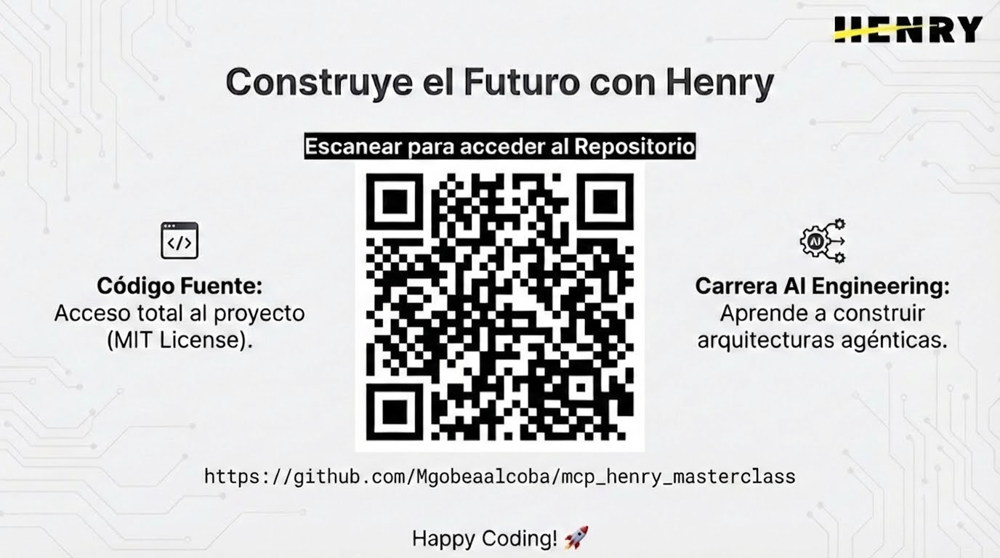 HENRY
Construye el Futuro con Henry
Escanear para acceder al Repositorio
</>
Código Fuente:
Acceso total al proyecto
(MIT License).
AI
Carrera AI Engineering:
Aprende a construir
arquitecturas agénticas.
https://github.com/Mgobeaalcoba/mcp_henry_masterclass
Happy Coding! 🚀